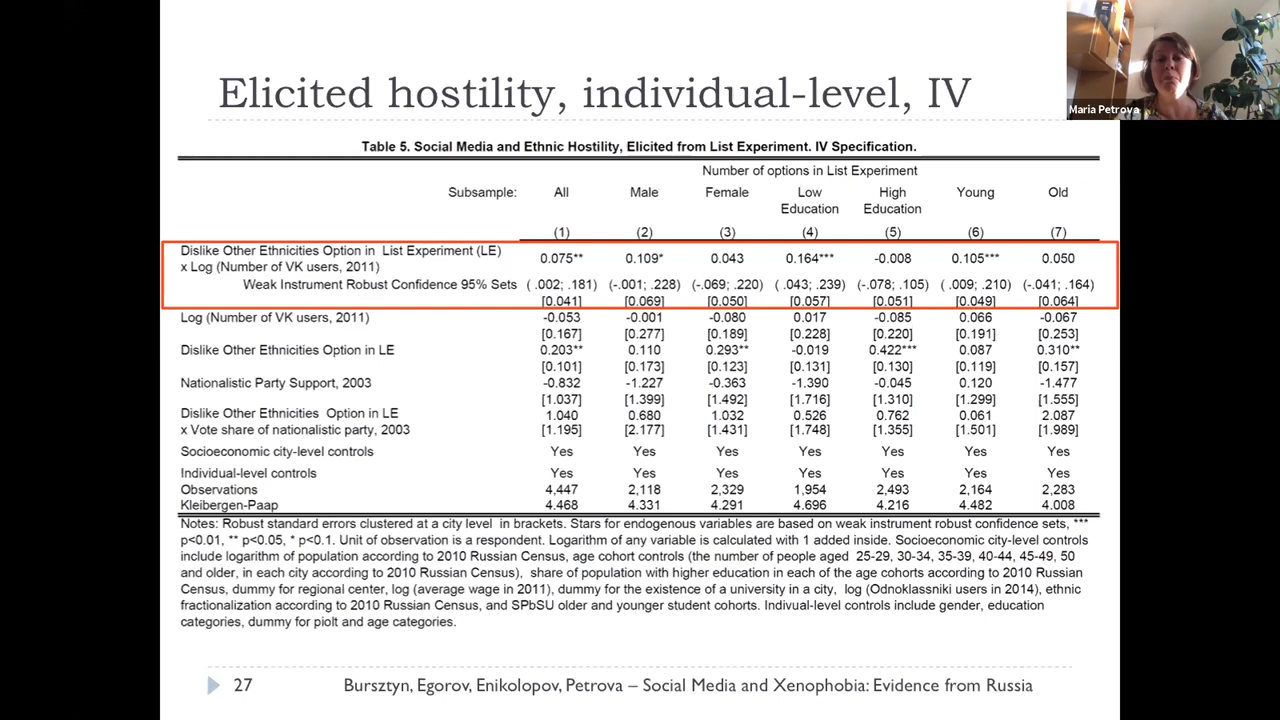 Maria Petrova
Elicited hostility, individual-level, IV
Table 5. Social Media and Ethnic Hostility, Elicited from List Experiment. IV Specification.
Number of options in List Experiment
Subsample: All Male Female Low Education High Education Young Old
(1) (2) (3) (4) (5) (6) (7)
Dislike Other Ethnicities Option in List Experiment (LE)
x Log (Number of VK users, 2011) 0.075** 0.109* 0.043 0.164*** -0.008 0.105*** 0.050
Weak Instrument Robust Confidence 95% Sets ( .002; .181) (-.001; .228) (-.069; .220) ( .043; .239) (-.078; .105) ( .009; .210) (-.041; .164)
[0.041] [0.069] [0.050] [0.057] [0.051] [0.049] [0.064]
Log (Number of VK users, 2011) -0.053 -0.001 -0.080 0.017 -0.085 0.066 -0.067
[0.167] [0.277] [0.189] [0.228] [0.220] [0.191] [0.253]
Dislike Other Ethnicities Option in LE 0.203** 0.110 0.293** -0.019 0.422*** 0.087 0.310**
[0.101] [0.173] [0.123] [0.131] [0.130] [0.119] [0.157]
Nationalistic Party Support, 2003 -0.832 -1.227 -0.363 -1.390 -0.045 0.120 -1.477
[1.037] [1.399] [1.492] [1.716] [1.310] [1.299] [1.555]
Dislike Other Ethnicities Option in LE 1.040 0.680 1.032 0.526 0.762 0.061 2.087
x Vote share of nationalistic party, 2003 [1.195] [2.177] [1.431] [1.748] [1.355] [1.501] [1.989]
Socioeconomic city-level controls Yes Yes Yes Yes Yes Yes Yes
Individual-level controls Yes Yes Yes Yes Yes Yes Yes
Observations 4,447 2,118 2,329 1,954 2,493 2,164 2,283
Kleibergen-Paap 4.468 4.331 4.291 4.696 4.216 4.482 4.008
Notes: Robust standard errors clustered at a city level in brackets. Stars for endogenous variables are based on weak instrument robust confidence sets, ***
p<0.01, ** p<0.05, * p<0.1. Unit of observation is a respondent. Logarithm of any variable is calculated with 1 added inside. Socioeconomic city-level controls
include logarithm of population according to 2010 Russian Census, age cohort controls (the number of people aged 25-29, 30-34, 35-39, 40-44, 45-49, 50
and older, in each city according to 2010 Russian Census), share of population with higher education in each of the age cohorts according to 2010 Russian
Census, dummy for regional center, log (average wage in 2011), dummy for the existence of a university in a city, log (Odnoklassniki users in 2014), ethnic
fractionalization according to 2010 Russian Census, and SPbSU older and younger student cohorts. Indivual-level controls include gender, education
categories, dummy for piolt and age categories.
27 Bursztyn, Egorov, Enikolopov, Petrova – Social Media and Xenophobia: Evidence from Russia